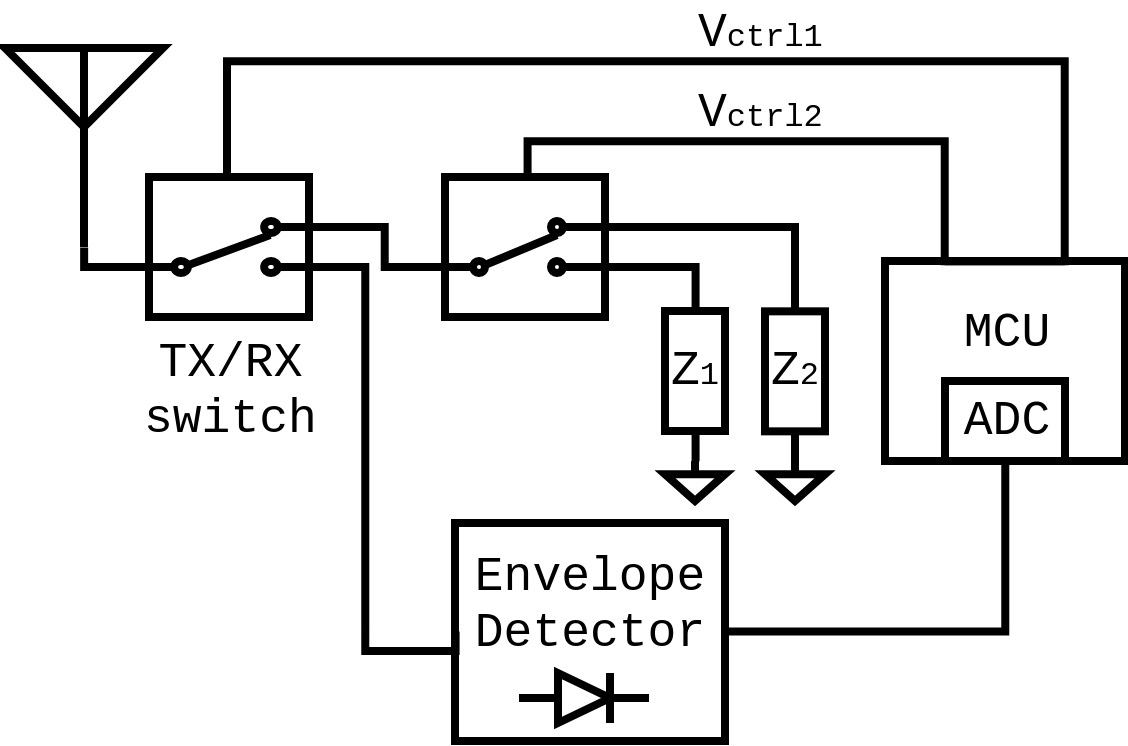 Vctrl1
Vctrl2
MCU
TX/RX
switch
Z1
Z2
ADC
Envelope
Detector